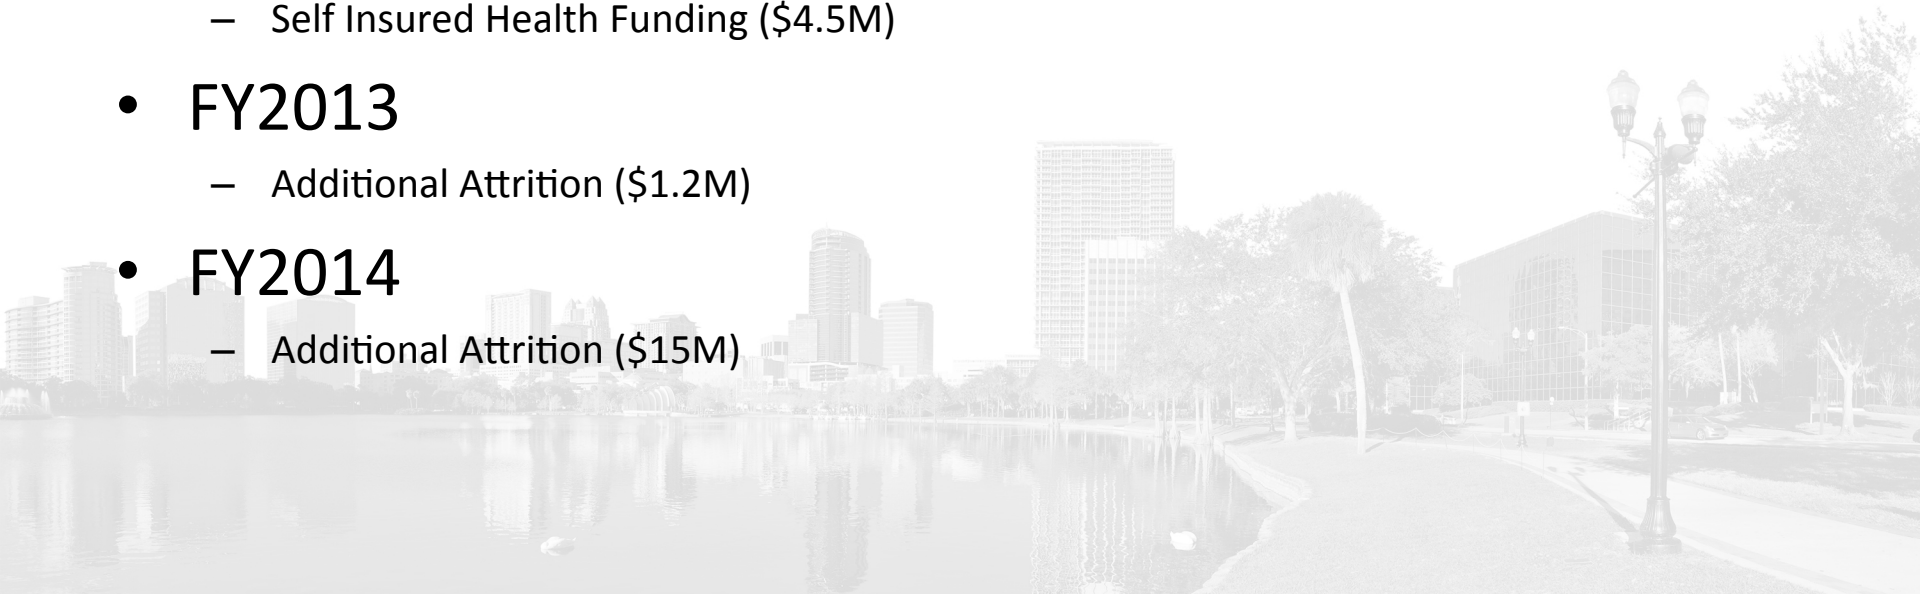 – Self Insured Health Funding ($4.5M)
• FY2013
– Additional Attrition ($1.2M)
• FY2014
– Additional Attrition ($15M)